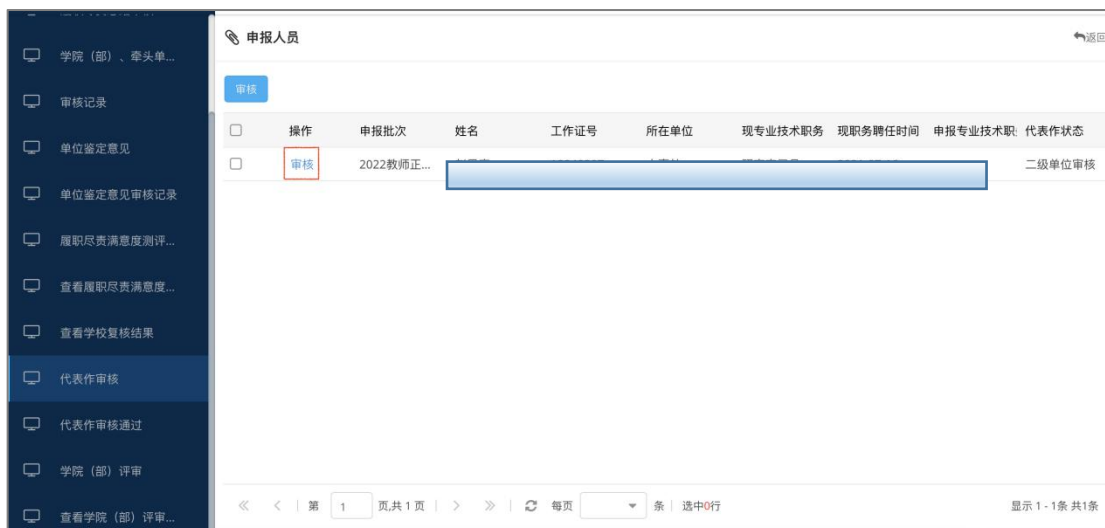 申报人员
返回
学院（部）、牵头单...
审核
审核记录
操作 申报批次 姓名 工作证号 所在单位 现专业技术职务 现职务聘任时间 申报专业技术职 代表作状态
单位鉴定意见
审核 2022教师正... 二级单位审核
单位鉴定意见审核记录
履职尽责满意度测评...
查看履职尽责满意度...
查看学校复核结果
代表作审核
代表作审核通过
学院（部）评审
第 1 页,共 1 页 每页 条 选中0行 显示 1 - 1条 共1条
查看学院（部）评审...